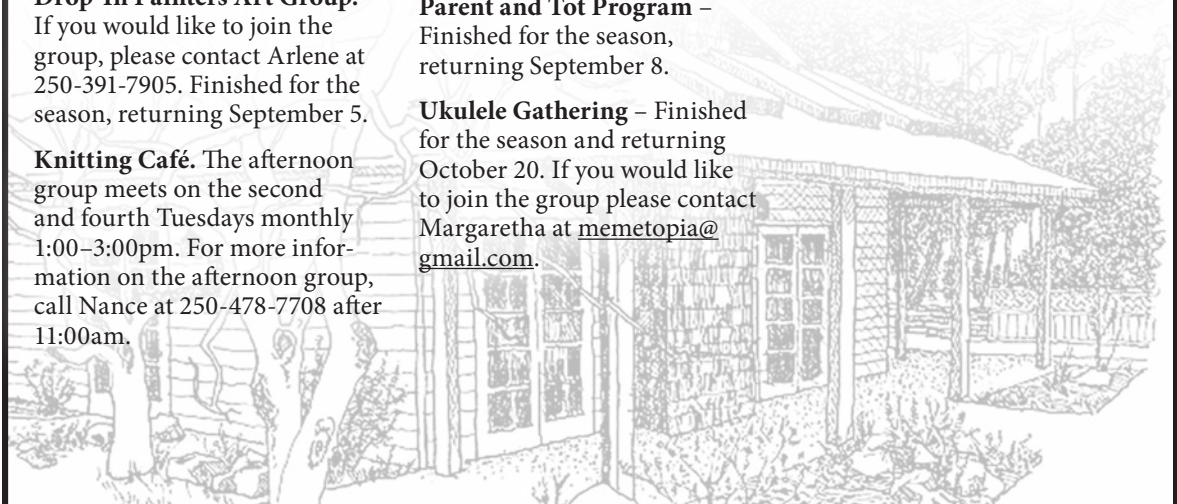 Drop-In Painters Art Group.
If you would like to join the
group, please contact Arlene at
250-391-7905. Finished for the
season, returning September 5.
Knitting Café. The afternoon
group meets on the second
and fourth Tuesdays monthly
1:00–3:00pm. For more infor-
mation on the afternoon group,
call Nance at 250-478-7708 after
11:00am.
Parent and Tot Program –
Finished for the season,
returning September 8.
Ukulele Gathering – Finished
for the season and returning
October 20. If you would like
to join the group please contact
Margaretha at memetopia@
gmail.com.